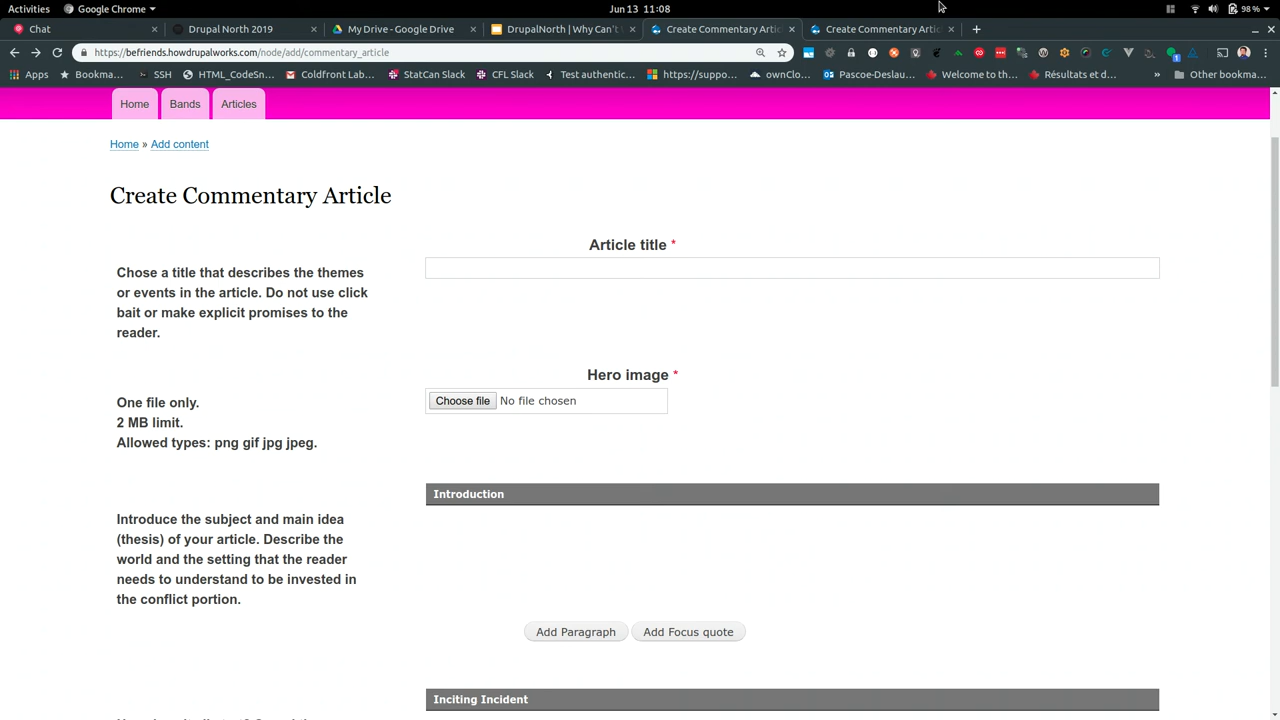 Activities Google Chrome Jun 13 11:08 98%
Chat Drupal North 2019 My Drive - Google Drive DrupalNorth | Why Can't Create Commentary Arti Create Commentary Artic
https://befriends.howdrupalworks.com/node/add/commentary_article
Apps Bookma... SSH HTML_CodeSn... Coldfront Lab... StatCan Slack CFL Slack Test authentic... https://suppo... ownClo... Pascoe-Deslau... Welcome to th... Résultats et d... » Other bookma...
Home Bands Articles
Home » Add content
Create Commentary Article
Article title *
Chose a title that describes the themes
or events in the article. Do not use click
bait or make explicit promises to the
reader.
Hero image *
Choose file No file chosen
One file only.
2 MB limit.
Allowed types: png gif jpg jpeg.
Introduction
Introduce the subject and main idea
(thesis) of your article. Describe the
world and the setting that the reader
needs to understand to be invested in
the conflict portion.
Add Paragraph Add Focus quote
Inciting Incident